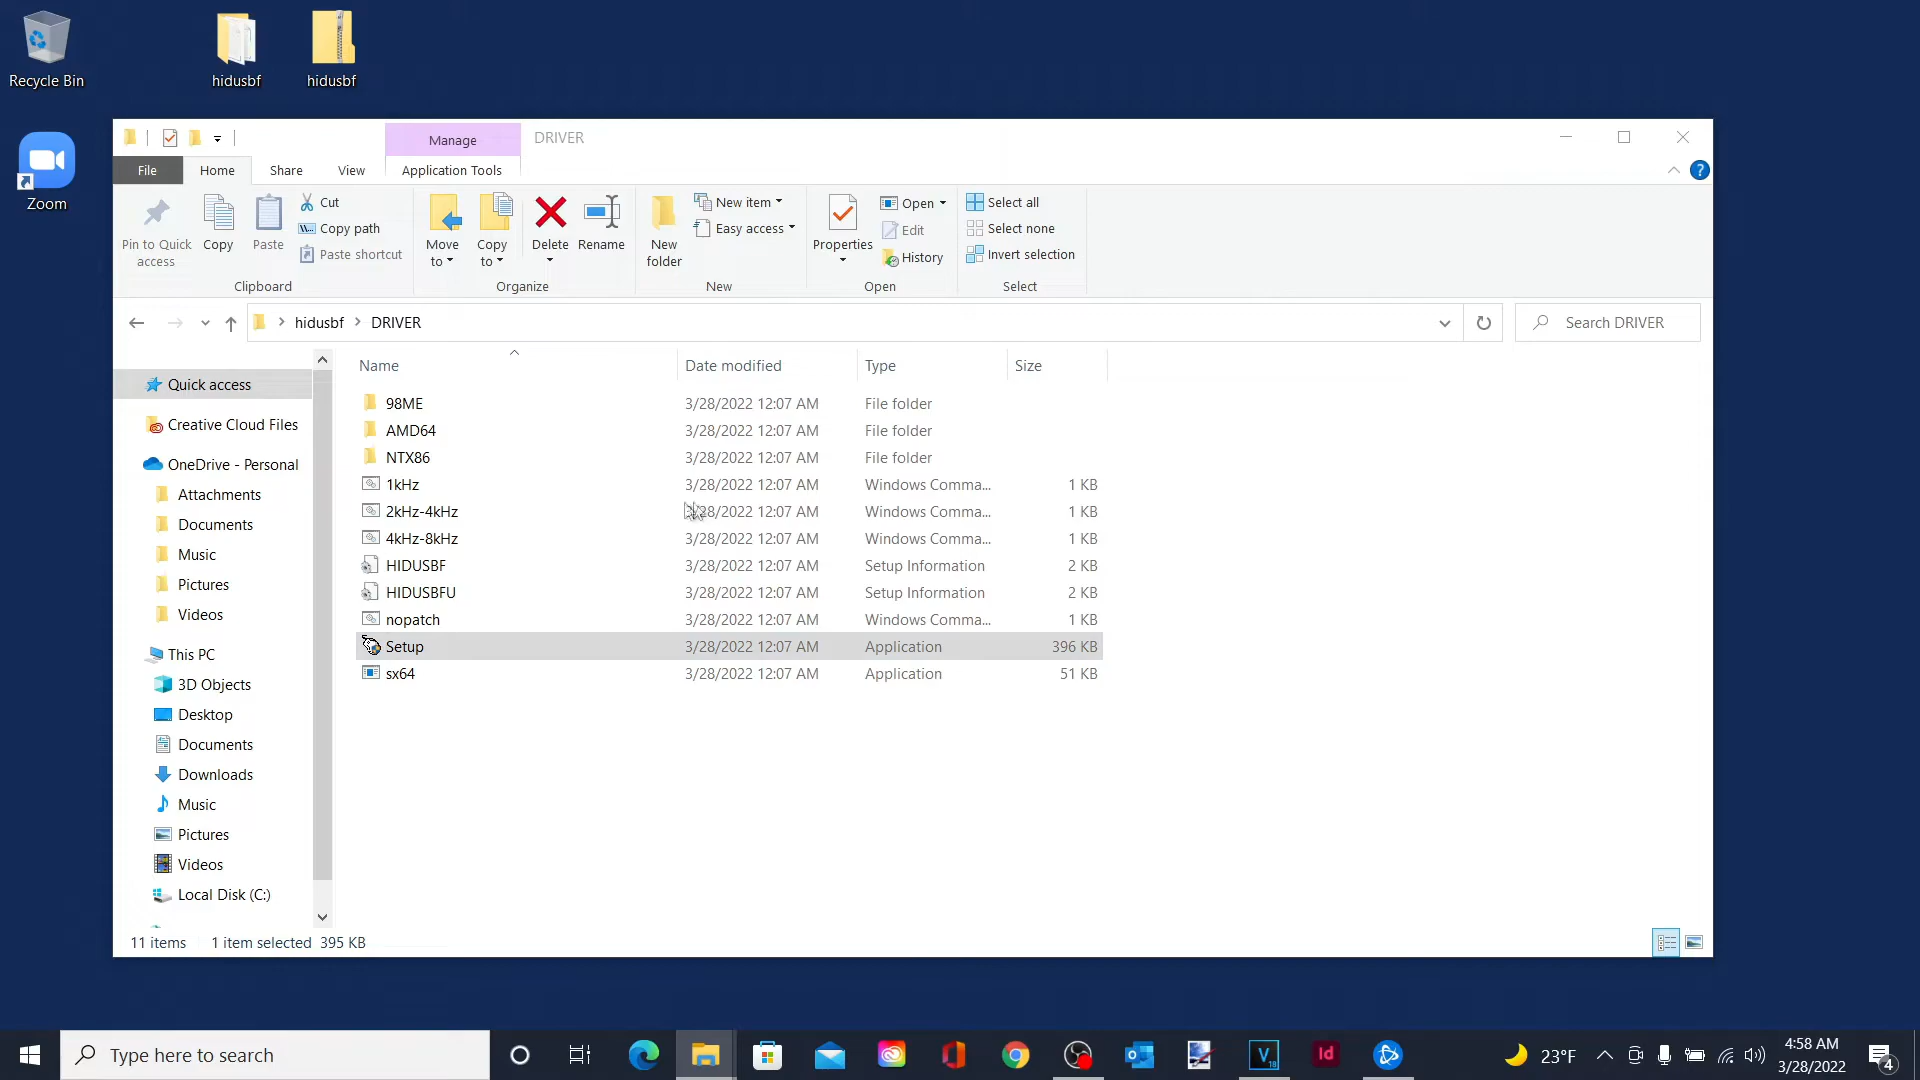 Recycle Bin
hidusbf
hidusbf
Zoom
Manage
DRIVER
File
Home
Share
View
Application Tools
Pin to Quick
access
Copy
Paste
Cut
Copy path
Paste shortcut
Clipboard
Move
to
Copy
to
Delete
Rename
Organize
New
folder
New item
Easy access
New
Properties
Open
Edit
History
Open
Select all
Select none
Invert selection
Select
hidusbf
DRIVER
Search DRIVER
Quick access
Creative Cloud Files
OneDrive - Personal
Attachments
Documents
Music
Pictures
Videos
This PC
3D Objects
Desktop
Documents
Downloads
Music
Pictures
Videos
Local Disk (C:)
Name Date modified Type Size
98ME 3/28/2022 12:07 AM File folder
AMD64 3/28/2022 12:07 AM File folder
NTX86 3/28/2022 12:07 AM File folder
1kHz 3/28/2022 12:07 AM Windows Comma... 1 KB
2kHz-4kHz 3/28/2022 12:07 AM Windows Comma... 1 KB
4kHz-8kHz 3/28/2022 12:07 AM Windows Comma... 1 KB
HIDUSBF 3/28/2022 12:07 AM Setup Information 2 KB
HIDUSBFU 3/28/2022 12:07 AM Setup Information 2 KB
nopatch 3/28/2022 12:07 AM Windows Comma... 1 KB
Setup 3/28/2022 12:07 AM Application 396 KB
sx64 3/28/2022 12:07 AM Application 51 KB
11 items 1 item selected 395 KB
Type here to search
Id
23°F
4:58 AM
3/28/2022
4